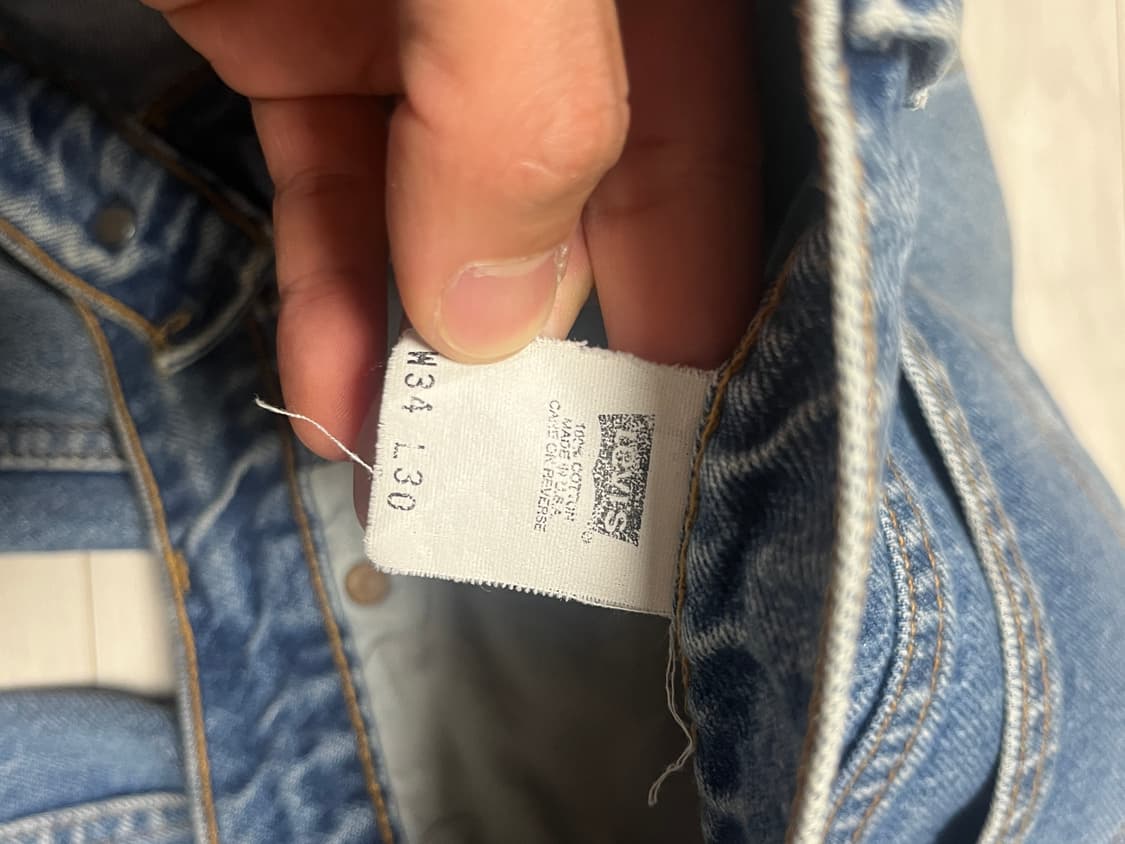 Levi's
®
100% COTTON
MADE IN U.S.A.
CARE ON REVERSE
W34 L30